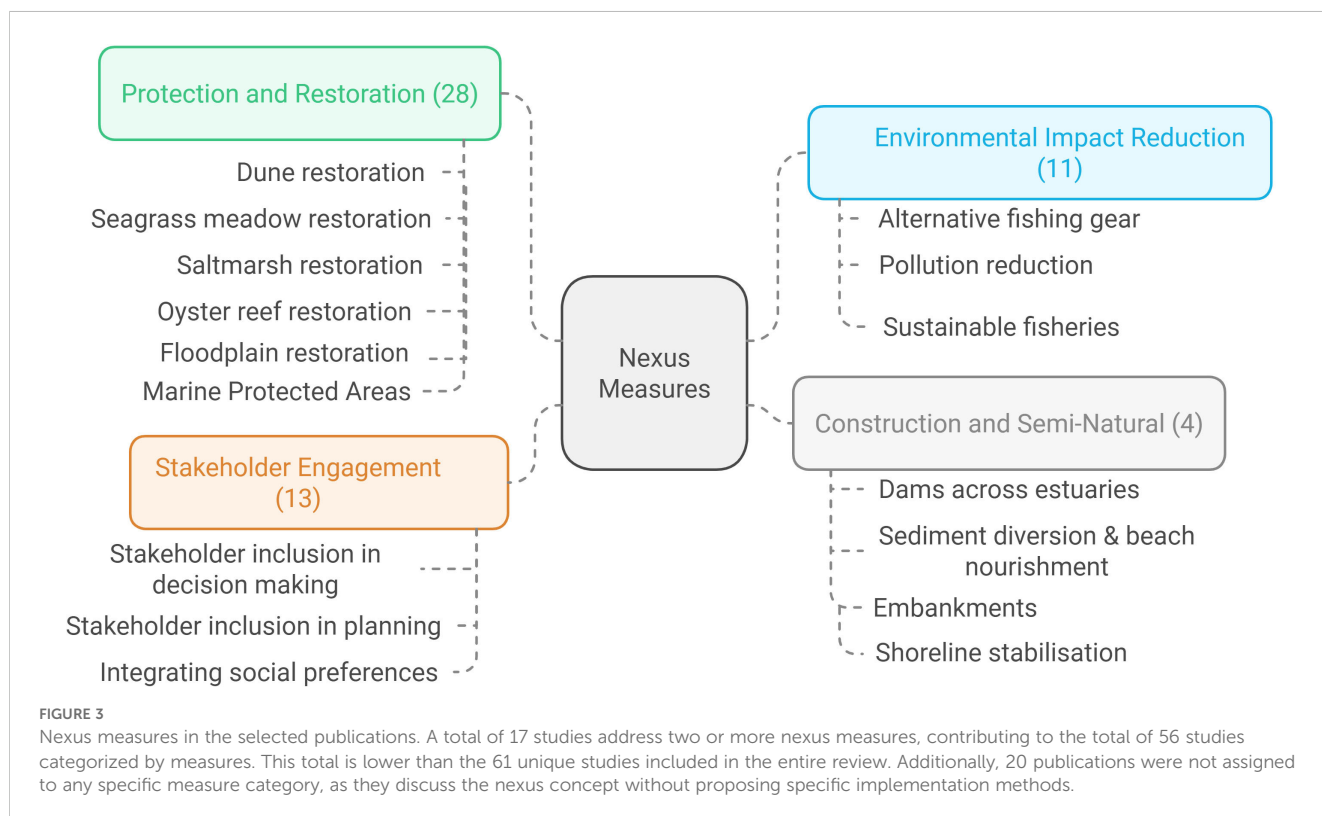 Protection and Restoration (28)
Dune restoration
Seagrass meadow restoration
Saltmarsh restoration
Oyster reef restoration
Floodplain restoration
Marine Protected Areas
Stakeholder Engagement
(13)
Stakeholder inclusion in
decision making
Stakeholder inclusion in planning
Integrating social preferences
Nexus
Measures
Environmental Impact Reduction
(11)
Alternative fishing gear
Pollution reduction
Sustainable fisheries
Construction and Semi-Natural (4)
Dams across estuaries
Sediment diversion & beach
nourishment
Embankments
Shoreline stabilisation
FIGURE 3
Nexus measures in the selected publications. A total of 17 studies address two or more nexus measures, contributing to the total of 56 studies
categorized by measures. This total is lower than the 61 unique studies included in the entire review. Additionally, 20 publications were not assigned
to any specific measure category, as they discuss the nexus concept without proposing specific implementation methods.